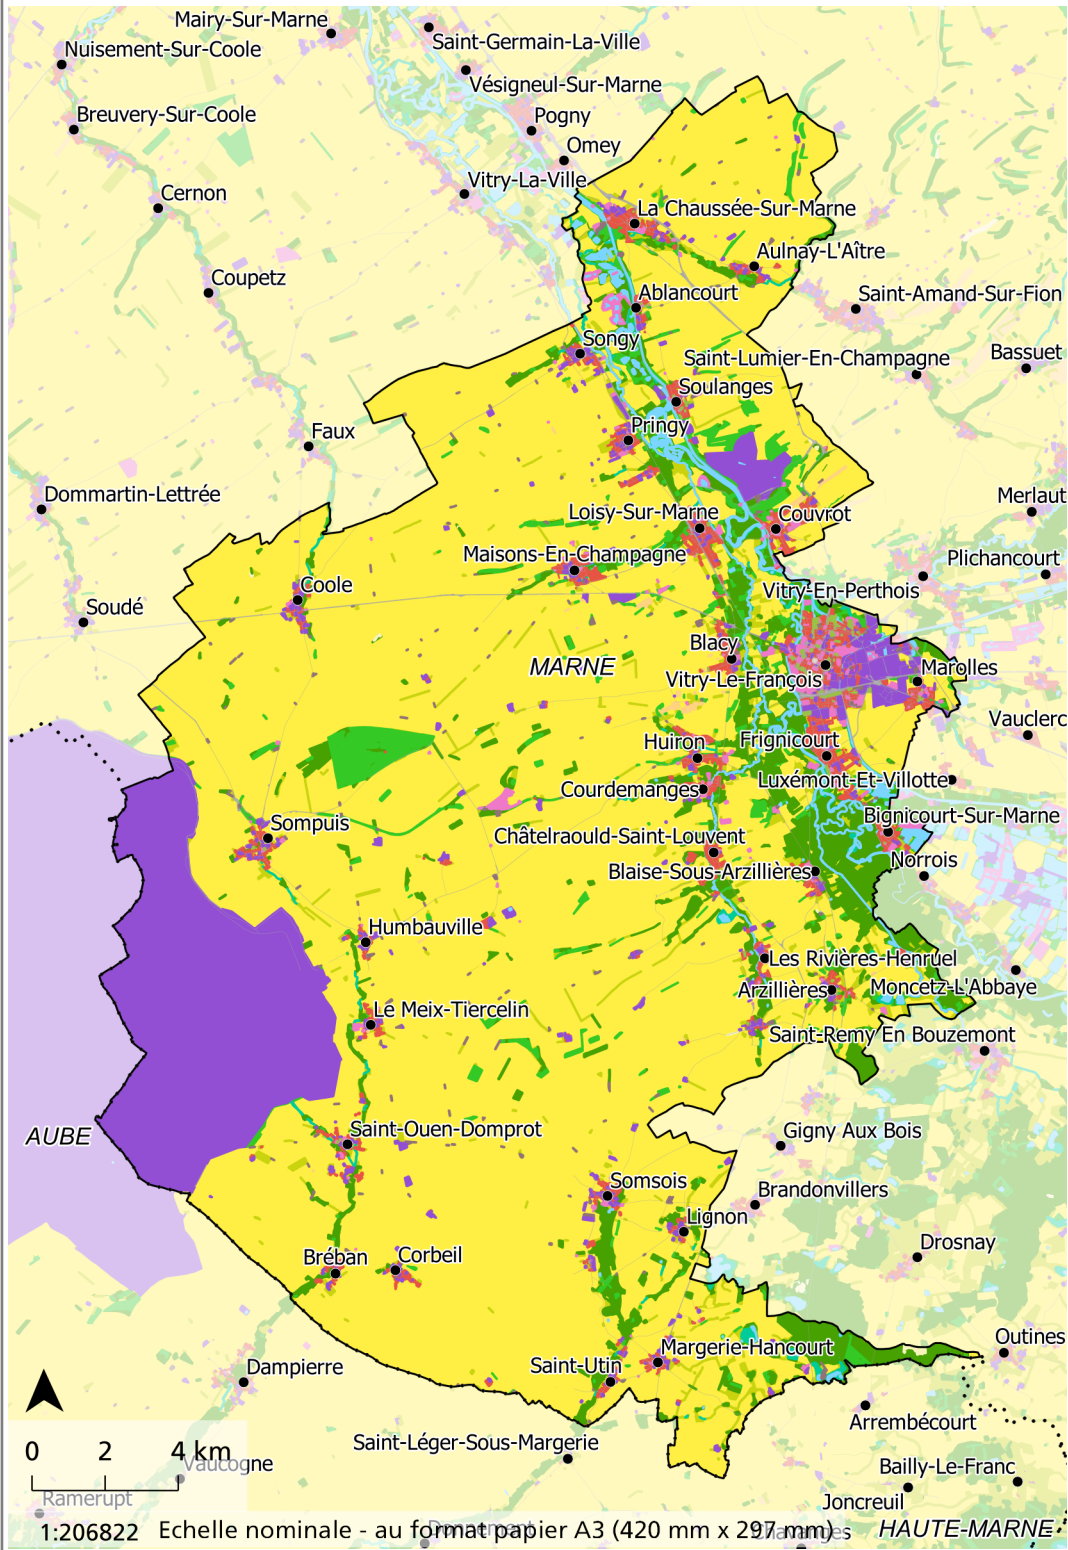 Mairy-Sur-Marne
Saint-Germain-La-Ville
Nuisement-Sur-Coole
Vésigneul-Sur-Marne
Breuvery-Sur-Coole
Pogny
Omey
Vitry-La-Ville
Cernon
La Chaussée-Sur-Marne
Aulnay-L'Aître
Coupetz
Ablancourt
Saint-Amand-Sur-Fion
Songy
Saint-Lumier-En-Champagne
Bassuet
Soulanges
Pringy
Faux
Dommartin-Lettrée
Merlaut
Loisy-Sur-Marne
Couvrot
Maisons-En-Champagne
Plichancourt
Coole
Vitry-En-Perthois
Soudé
Blacy
MARNE
Marolles
Vitry-Le-François
Vauclerc
Huiron
Frignicourt
Courdemanges
Luxémont-Et-Villotte
Sompuis
Bignicourt-Sur-Marne
Châtelraould-Saint-Louvent
Norrois
Blaise-Sous-Arzillières
Humbauville
Les Rivières-Henruel
Arzillières
Moncetz-L'Abbaye
Le Meix-Tiercelin
Saint-Remy En Bouzemont
AUBE
Saint-Ouen-Domprot
Gigny Aux Bois
Somsois
Brandonvillers
Lignon
Drosnay
Bréban
Corbeil
Outines
Margerie-Hancourt
Dampierre
Saint-Utin
Arrembécourt
0 2 4 km
Saint-Léger-Sous-Margerie
Vaucogne
Bailly-Le-Franc
Ramerupt
Joncreuil
1:206822 Echelle nominale - au format papier A3 (420 mm x 297 mm)
Donnement
Chavanges
HAUTE-MARNE